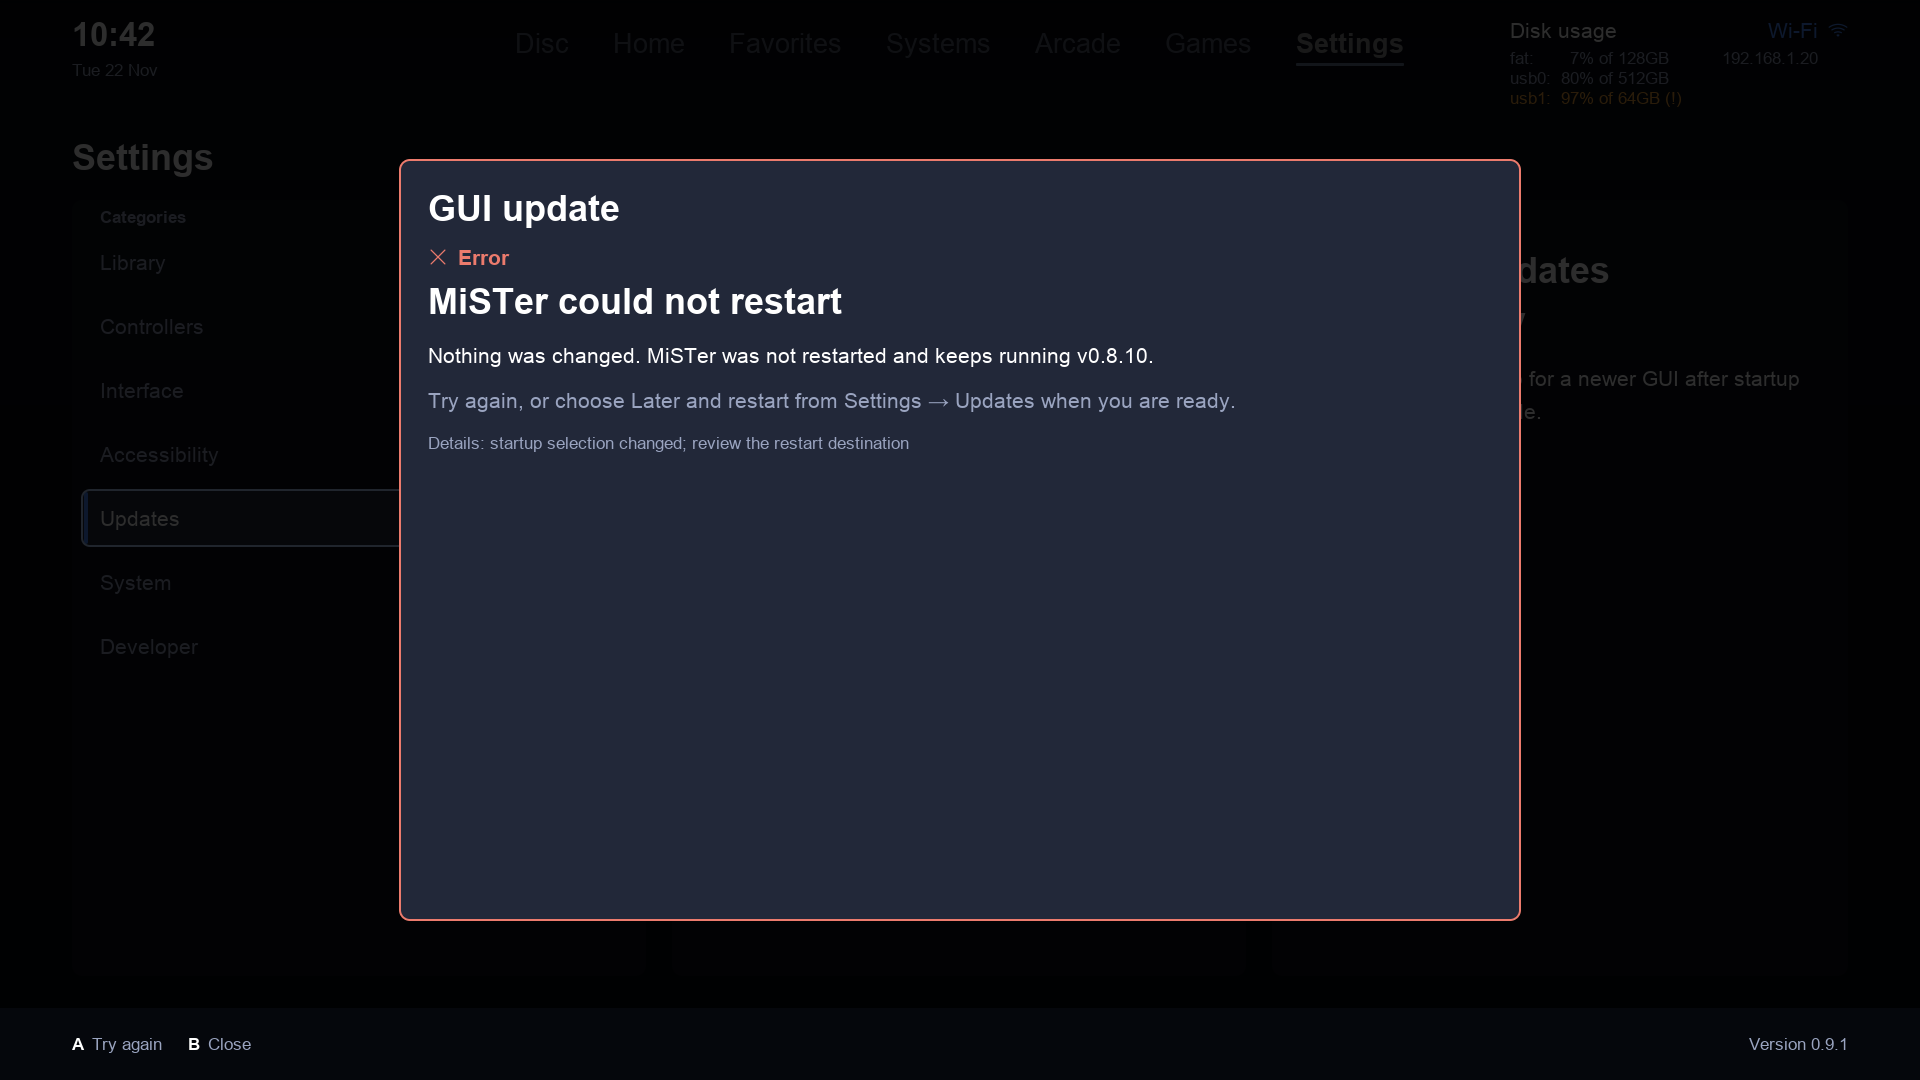 10:42
Tue 22 Nov
Disc Home Favorites Systems Arcade Games Settings
Disk usage
fat: 7% of 128GB
usb0: 80% of 512GB
usb1: 97% of 64GB (!)
Wi-Fi
192.168.1.20
Settings
Categories
Library
Controllers
Interface
Accessibility
Updates
System
Developer
GUI update
Error
MiSTer could not restart
Nothing was changed. MiSTer was not restarted and keeps running v0.8.10.
Try again, or choose Later and restart from Settings → Updates when you are ready.
Details: startup selection changed; review the restart destination
dates
for a newer GUI after startup
e.
A Try again B Close
Version 0.9.1